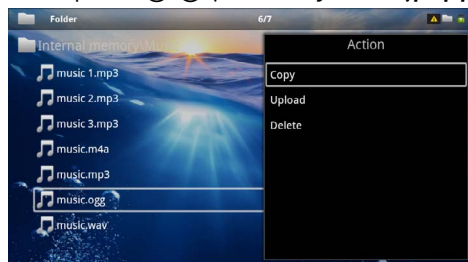 Folder 6/7
Internal memory\Mus
Action
music 1.mp3
music 2.mp3
music 3.mp3
music.m4a
music.mp3
music.ogg
music.wav
Copy
Upload
Delete